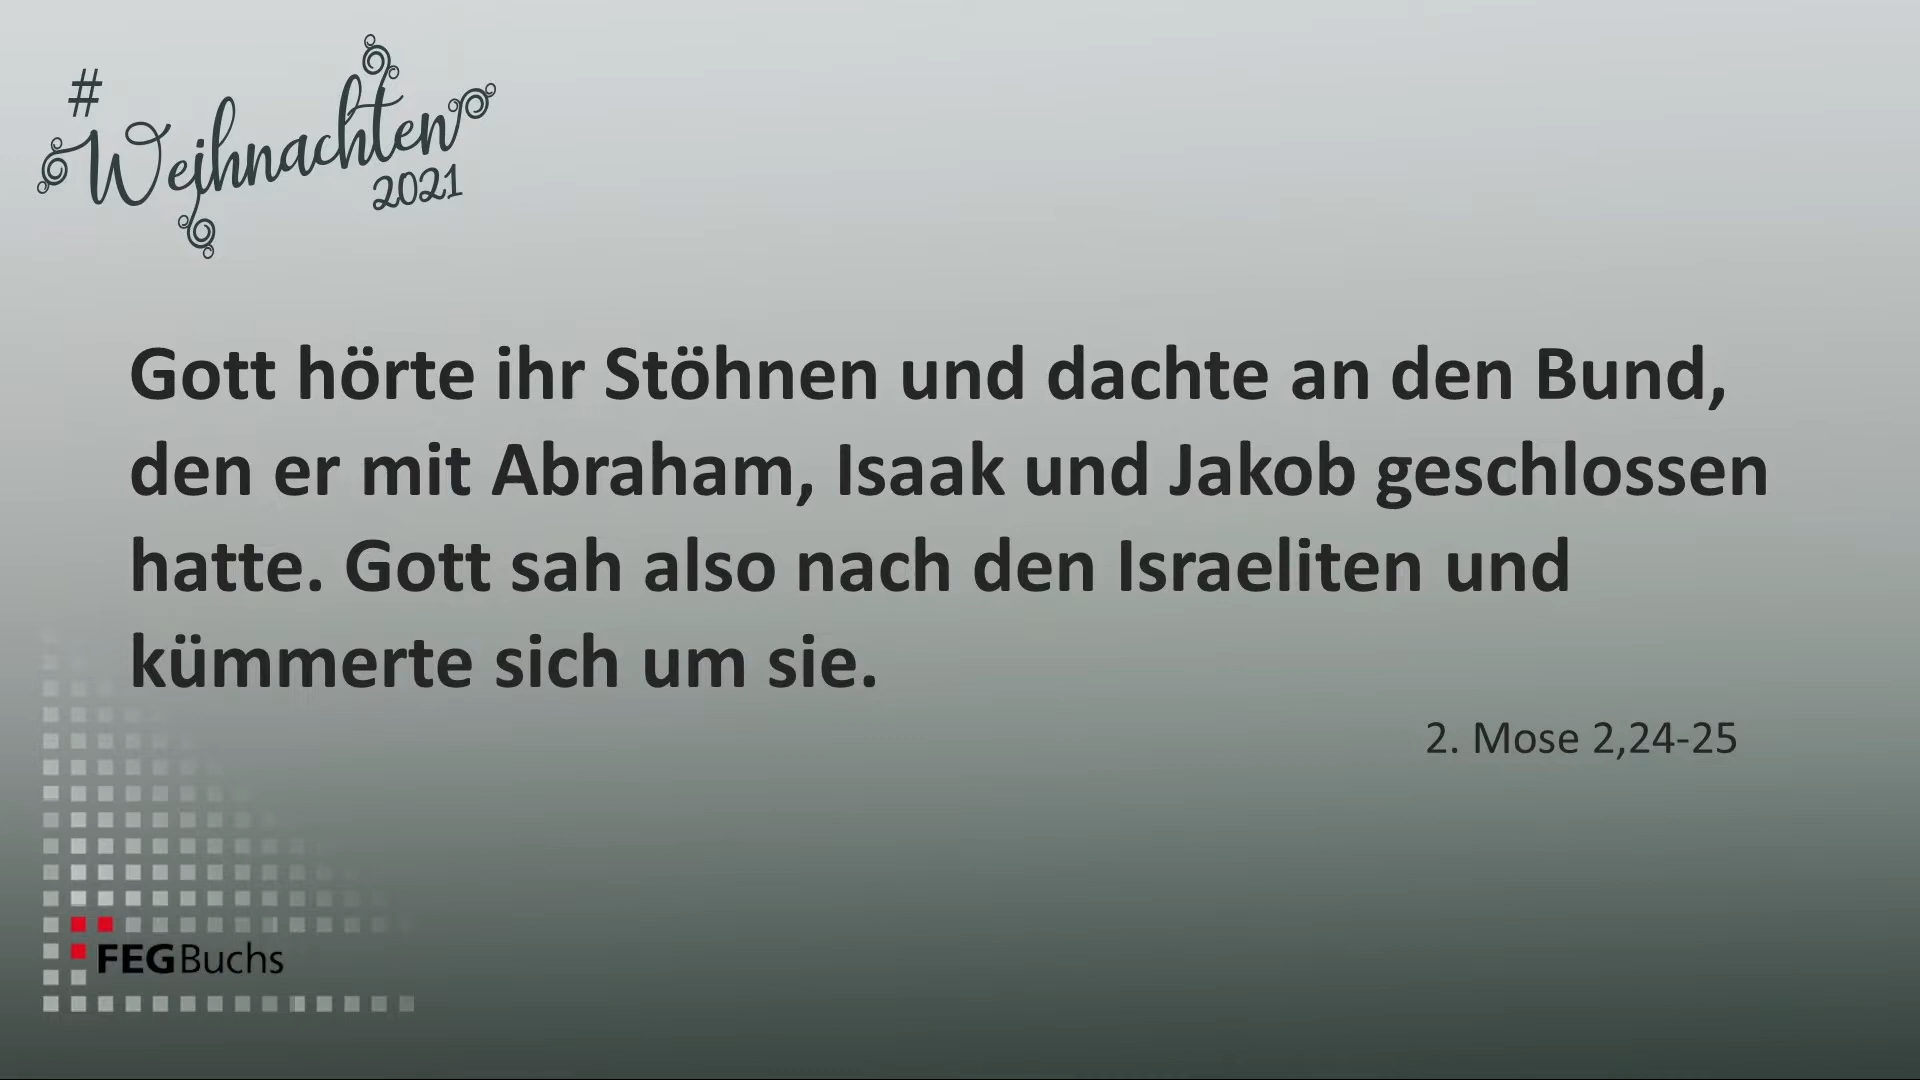 #
Weihnachten
2021
Gott hörte ihr Stöhnen und dachte an den Bund,
den er mit Abraham, Isaak und Jakob geschlossen
hatte. Gott sah also nach den Israeliten und
kümmerte sich um sie.
2. Mose 2,24-25
FEGBuchs